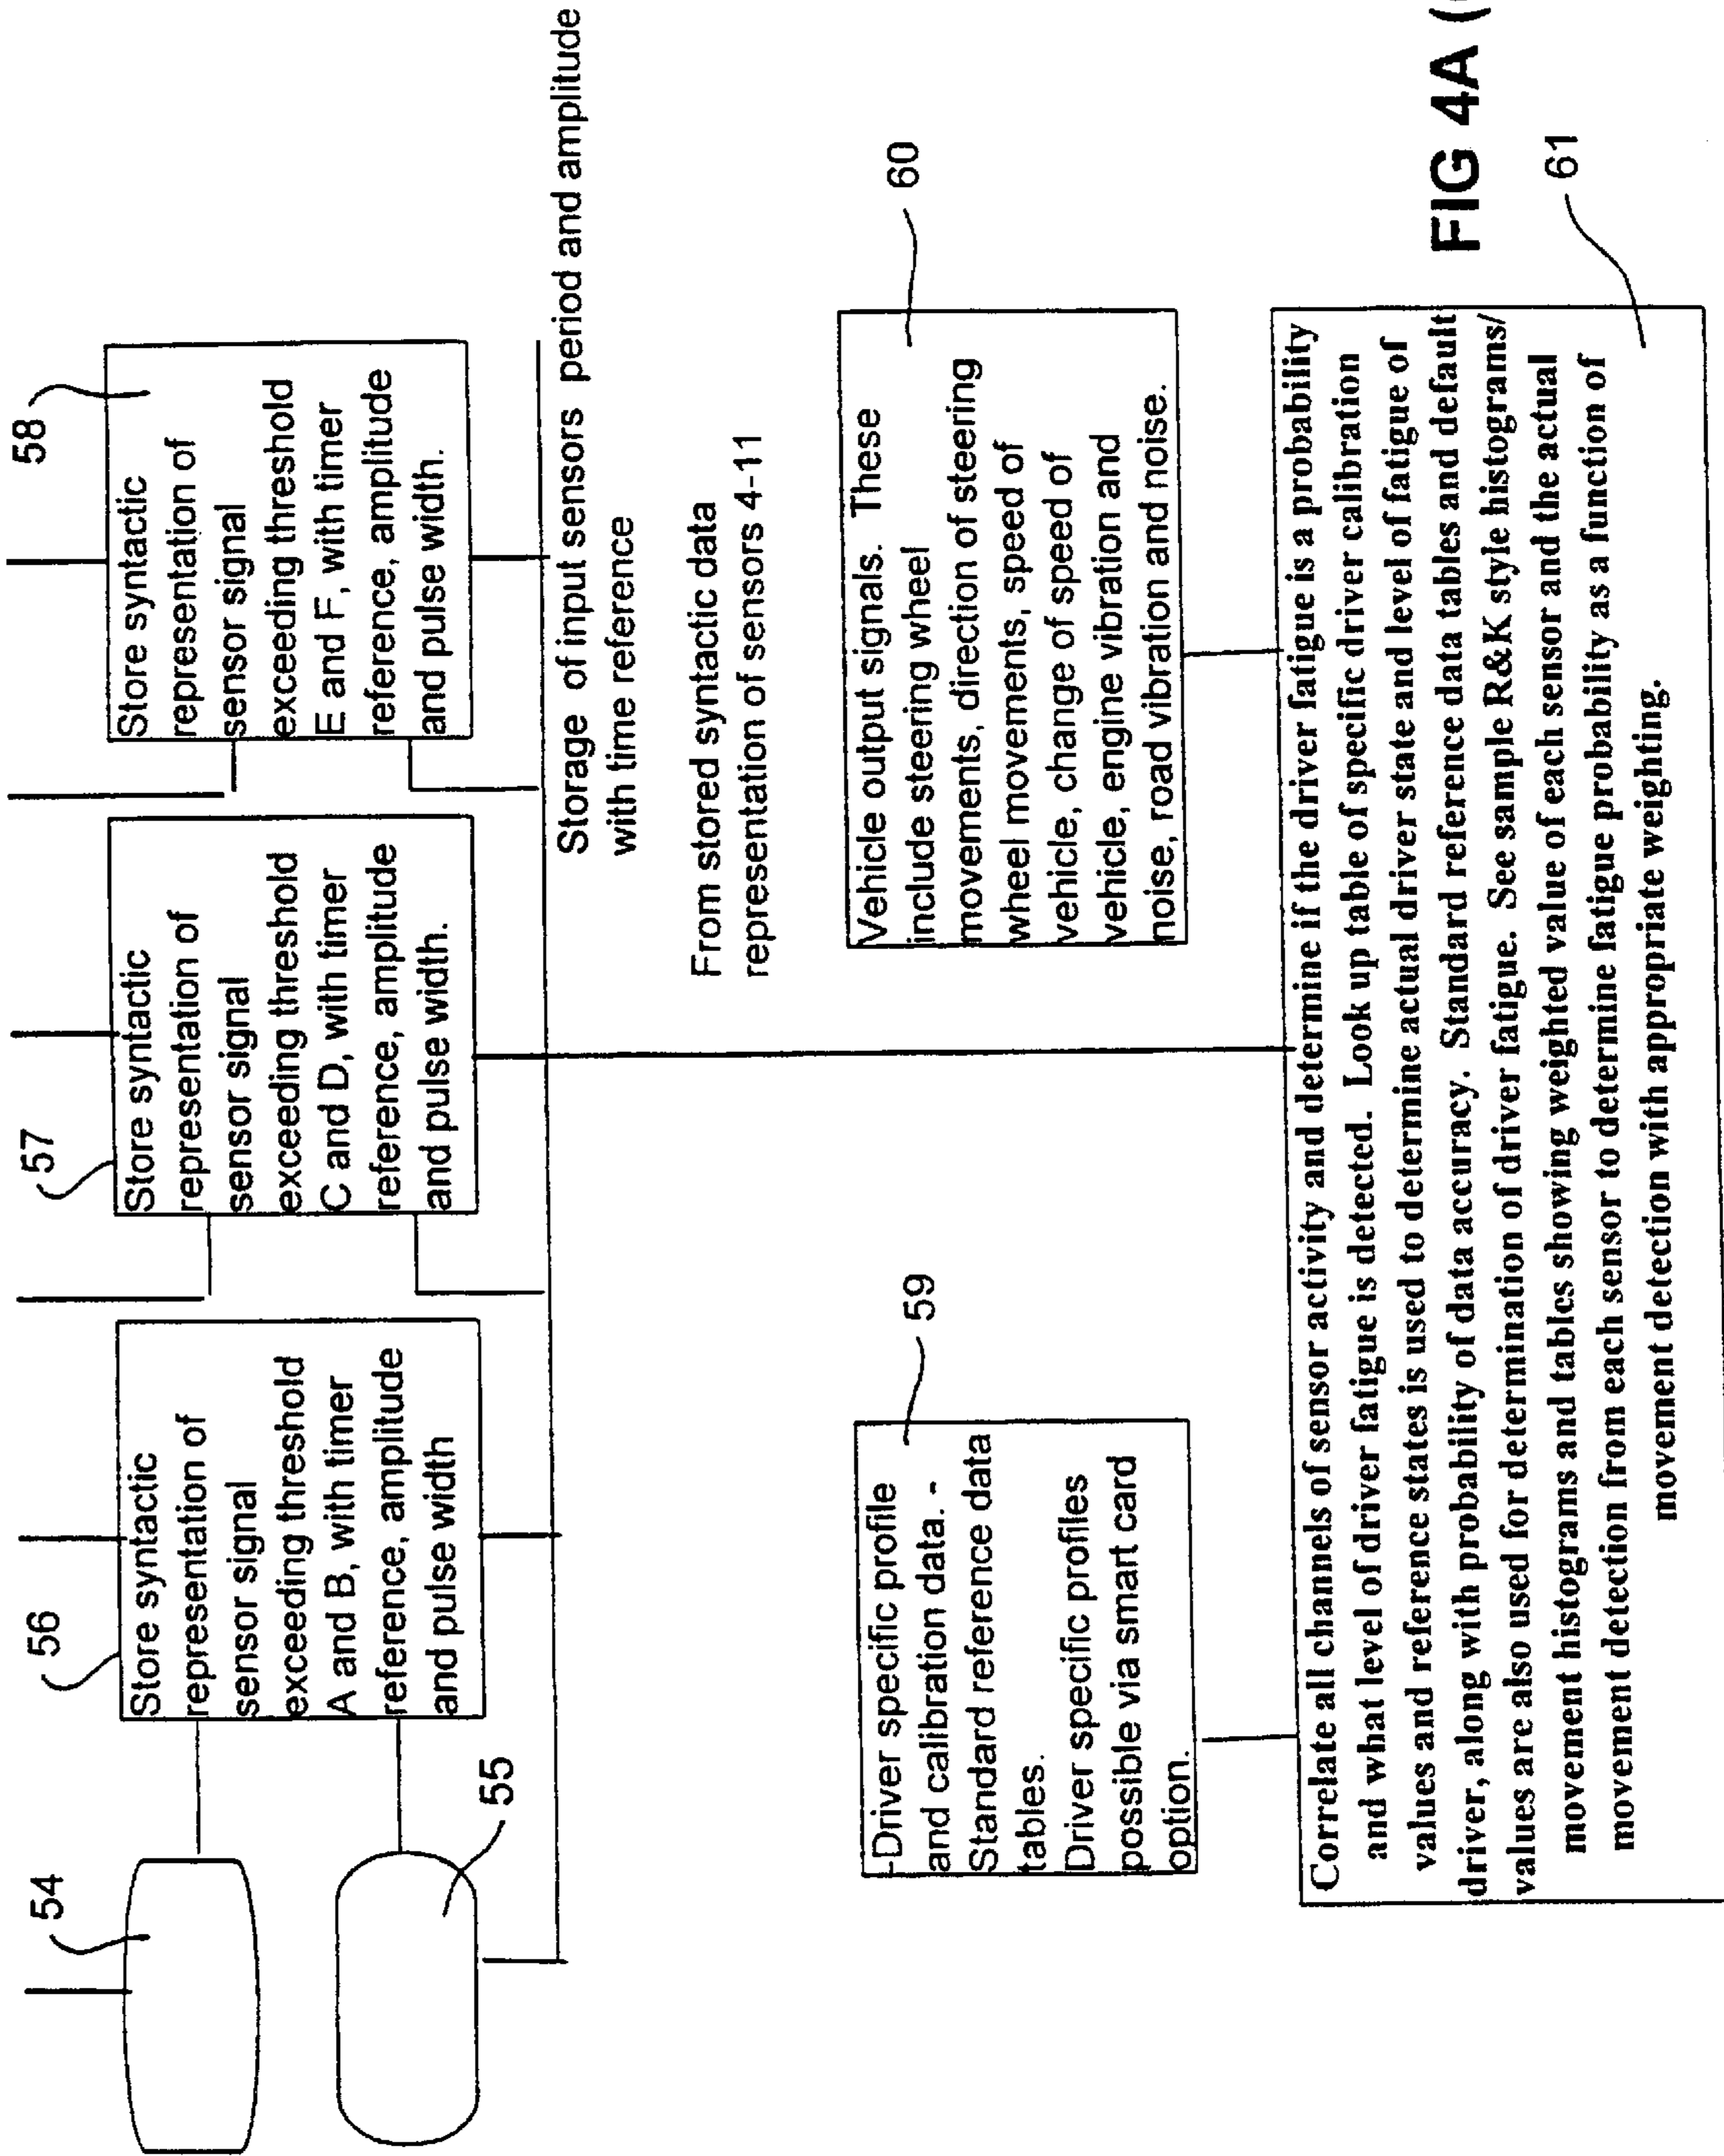 54
55
56
Store syntactic
representation of
sensor signal
exceeding threshold
A and B, with timer
reference, amplitude
and pulse width
57
Store syntactic
representation of
sensor signal
exceeding threshold
C and D, with timer
reference, amplitude
and pulse width.
58
Store syntactic
representation of
sensor signal
exceeding threshold
E and F, with timer
reference, amplitude
and pulse width.
Storage of input sensors period and amplitude
with time reference
From stored syntactic data
representation of sensors 4-11
59
-Driver specific profile
and calibration data. -
Standard reference data
tables.
Driver specific profiles
possible via smart card
option.
60
Vehicle output signals. These
include steering wheel
movements, direction of steering
wheel movements, speed of
vehicle, change of speed of
vehicle, engine vibration and
noise, road vibration and noise.
Correlate all channels of sensor activity and determine if the driver fatigue is a probability
and what level of driver fatigue is detected. Look up table of specific driver calibration
values and reference states is used to determine actual driver state and level of fatigue of
driver, along with probability of data accuracy. Standard reference data tables and default
values are also used for determination of driver fatigue. See sample R&K style histograms/
movement histograms and tables showing weighted value of each sensor and the actual
movement detection from each sensor to determine fatigue probability as a function of
movement detection with appropriate weighting.
61
FIG 4A (